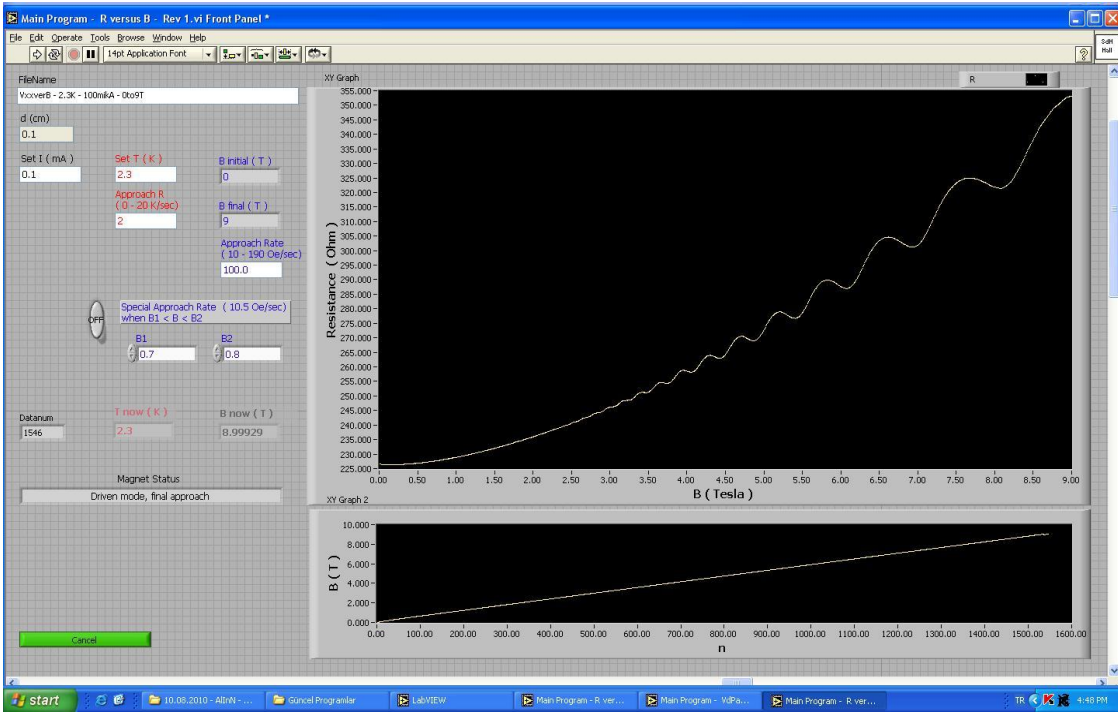 Main Program - R versus B - Rev 1.vi Front Panel *
File Edit Operate Tools Browse Window Help
14pt Application Font
SdH
Hall
FileName
VxxverB - 2.3K - 100mikA - 0to9T
d (cm)
0.1
Set I ( mA )
0.1
Set T ( K )
2.3
B initial ( T )
0
Approach R
( 0 - 20 K/sec)
2
B final ( T )
9
Approach Rate
( 10 - 190 Oe/sec)
100.0
OFF
Special Approach Rate ( 10.5 Oe/sec)
when B1 < B < B2
B1
0.7
B2
0.8
Datanum
1546
T now ( K )
2.3
B now ( T )
8.99929
Magnet Status
Driven mode, final approach
Cancel
XY Graph
R
355.000
350.000
345.000
340.000
335.000
330.000
325.000
320.000
315.000
310.000
305.000
300.000
295.000
290.000
285.000
280.000
275.000
270.000
265.000
260.000
255.000
250.000
245.000
240.000
235.000
230.000
225.000
Resistance ( Ohm )
0.00 0.50 1.00 1.50 2.00 2.50 3.00 3.50 4.00 4.50 5.00 5.50 6.00 6.50 7.00 7.50 8.00 8.50 9.00
B ( Tesla )
XY Graph 2
10.000
8.000
6.000
4.000
2.000
0.000
B ( T )
0.00 100.00 200.00 300.00 400.00 500.00 600.00 700.00 800.00 900.00 1000.00 1100.00 1200.00 1300.00 1400.00 1500.00 1600.00
n
start
10.08.2010 - AlInN - ...
Güncel Programlar
LabVIEW
Main Program - R ver...
Main Program - VdPa...
Main Program - R ver...
TR
4:48 PM